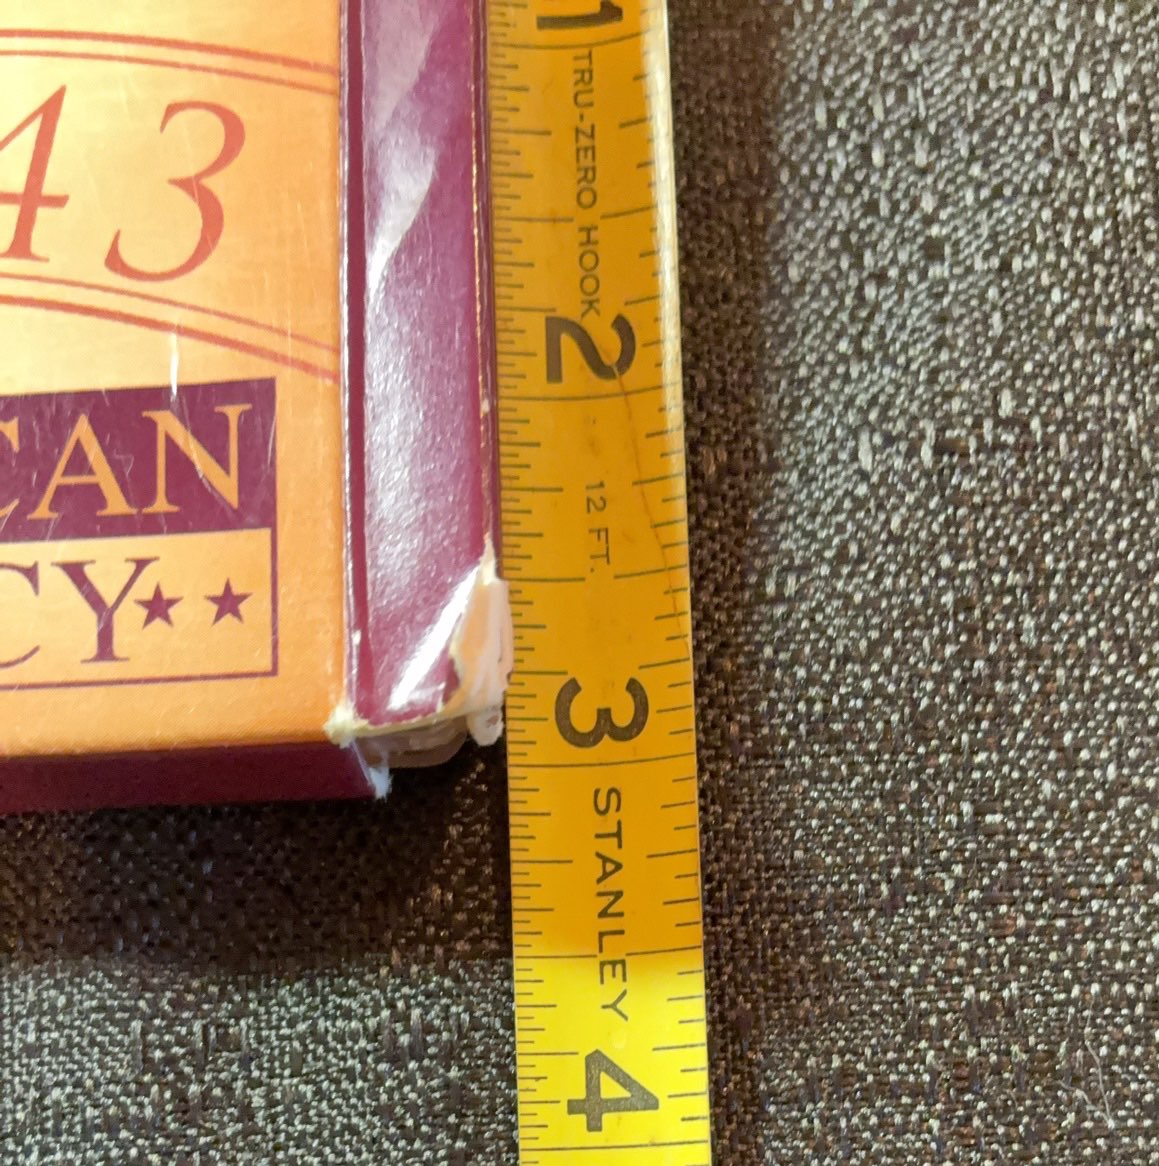 43
CAN
CY★★
1
TRU-ZERO HOOK
2
12 FT.
3
STANLEY
4